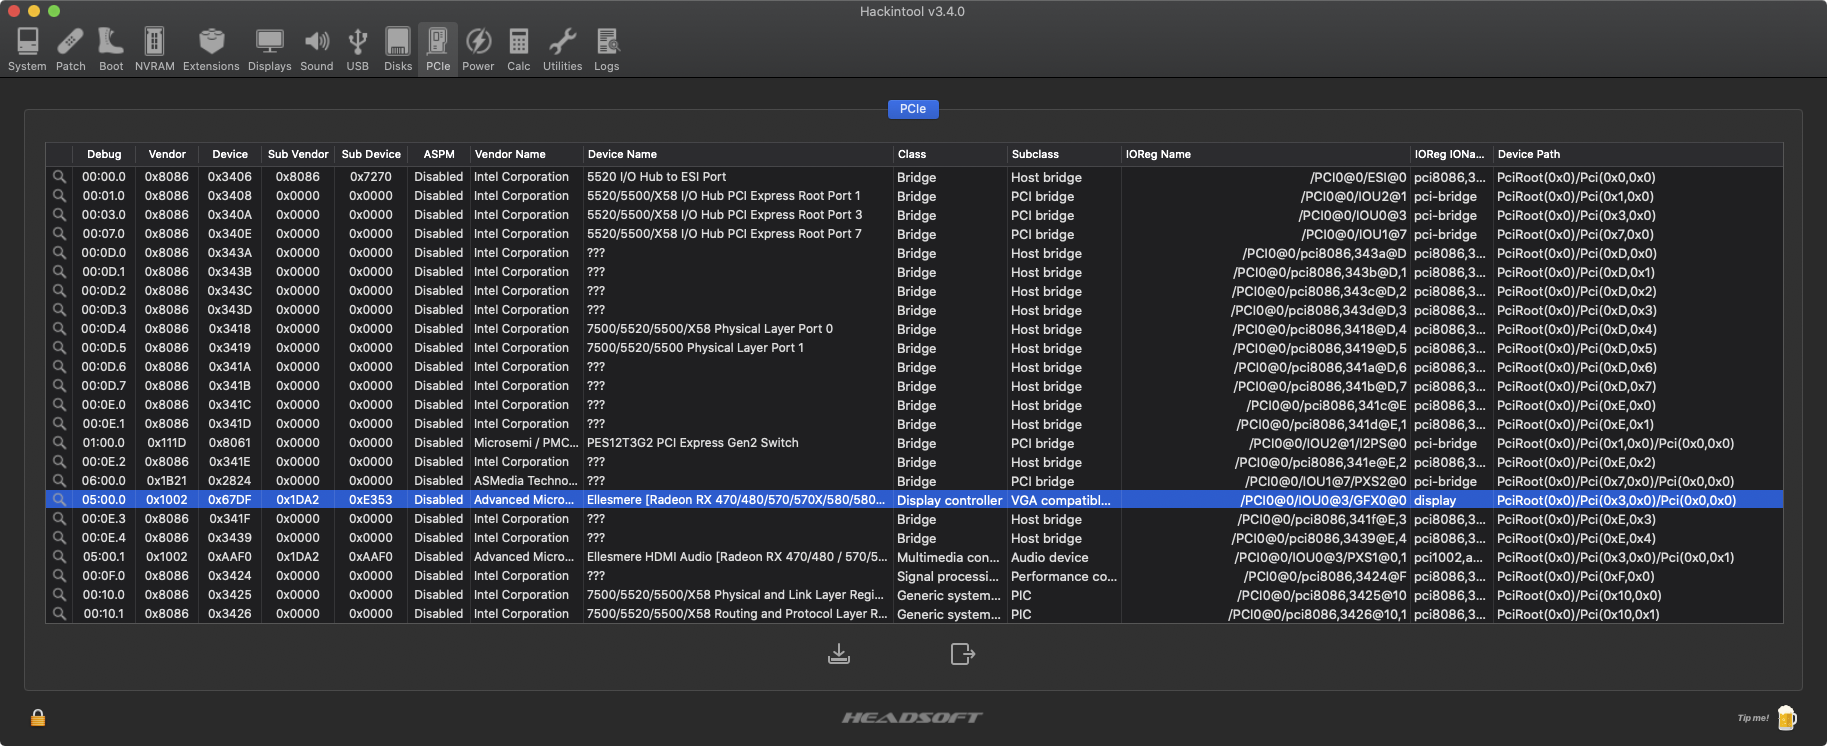 Hackintool v3.4.0
System Patch Boot NVRAM Extensions Displays Sound USB Disks PCIe Power Calc Utilities Logs
PCIe
Debug Vendor Device Sub Vendor Sub Device ASPM Vendor Name Device Name Class Subclass IOReg Name IOReg IONa... Device Path
00:00.0 0x8086 0x3406 0x8086 0x7270 Disabled Intel Corporation 5520 I/O Hub to ESI Port Bridge Host bridge /PCI0@0/ESI@0 pci8086,3... PciRoot(0x0)/Pci(0x0,0x0)
00:01.0 0x8086 0x3408 0x0000 0x0000 Disabled Intel Corporation 5520/5500/X58 I/O Hub PCI Express Root Port 1 Bridge PCI bridge /PCI0@0/IOU2@1 pci-bridge PciRoot(0x0)/Pci(0x1,0x0)
00:03.0 0x8086 0x340A 0x0000 0x0000 Disabled Intel Corporation 5520/5500/X58 I/O Hub PCI Express Root Port 3 Bridge PCI bridge /PCI0@0/IOU0@3 pci-bridge PciRoot(0x0)/Pci(0x3,0x0)
00:07.0 0x8086 0x340E 0x0000 0x0000 Disabled Intel Corporation 5520/5500/X58 I/O Hub PCI Express Root Port 7 Bridge PCI bridge /PCI0@0/IOU1@7 pci-bridge PciRoot(0x0)/Pci(0x7,0x0)
00:0D.0 0x8086 0x343A 0x0000 0x0000 Disabled Intel Corporation ??? Bridge Host bridge /PCI0@0/pci8086,343a@D pci8086,3... PciRoot(0x0)/Pci(0xD,0x0)
00:0D.1 0x8086 0x343B 0x0000 0x0000 Disabled Intel Corporation ??? Bridge Host bridge /PCI0@0/pci8086,343b@D,1 pci8086,3... PciRoot(0x0)/Pci(0xD,0x1)
00:0D.2 0x8086 0x343C 0x0000 0x0000 Disabled Intel Corporation ??? Bridge Host bridge /PCI0@0/pci8086,343c@D,2 pci8086,3... PciRoot(0x0)/Pci(0xD,0x2)
00:0D.3 0x8086 0x343D 0x0000 0x0000 Disabled Intel Corporation ??? Bridge Host bridge /PCI0@0/pci8086,343d@D,3 pci8086,3... PciRoot(0x0)/Pci(0xD,0x3)
00:0D.4 0x8086 0x3418 0x0000 0x0000 Disabled Intel Corporation 7500/5520/5500/X58 Physical Layer Port 0 Bridge Host bridge /PCI0@0/pci8086,3418@D,4 pci8086,3... PciRoot(0x0)/Pci(0xD,0x4)
00:0D.5 0x8086 0x3419 0x0000 0x0000 Disabled Intel Corporation 7500/5520/5500 Physical Layer Port 1 Bridge Host bridge /PCI0@0/pci8086,3419@D,5 pci8086,3... PciRoot(0x0)/Pci(0xD,0x5)
00:0D.6 0x8086 0x341A 0x0000 0x0000 Disabled Intel Corporation ??? Bridge Host bridge /PCI0@0/pci8086,341a@D,6 pci8086,3... PciRoot(0x0)/Pci(0xD,0x6)
00:0D.7 0x8086 0x341B 0x0000 0x0000 Disabled Intel Corporation ??? Bridge Host bridge /PCI0@0/pci8086,341b@D,7 pci8086,3... PciRoot(0x0)/Pci(0xD,0x7)
00:0E.0 0x8086 0x341C 0x0000 0x0000 Disabled Intel Corporation ??? Bridge Host bridge /PCI0@0/pci8086,341c@E pci8086,3... PciRoot(0x0)/Pci(0xE,0x0)
00:0E.1 0x8086 0x341D 0x0000 0x0000 Disabled Intel Corporation ??? Bridge Host bridge /PCI0@0/pci8086,341d@E,1 pci8086,3... PciRoot(0x0)/Pci(0xE,0x1)
01:00.0 0x111D 0x8061 0x0000 0x0000 Disabled Microsemi / PMC... PES12T3G2 PCI Express Gen2 Switch Bridge PCI bridge /PCI0@0/IOU2@1/I2PS@0 pci-bridge PciRoot(0x0)/Pci(0x1,0x0)/Pci(0x0,0x0)
00:0E.2 0x8086 0x341E 0x0000 0x0000 Disabled Intel Corporation ??? Bridge Host bridge /PCI0@0/pci8086,341e@E,2 pci8086,3... PciRoot(0x0)/Pci(0xE,0x2)
06:00.0 0x1B21 0x2824 0x0000 0x0000 Disabled ASMedia Techno... ??? Bridge PCI bridge /PCI0@0/IOU1@7/PXS2@0 pci-bridge PciRoot(0x0)/Pci(0x7,0x0)/Pci(0x0,0x0)
05:00.0 0x1002 0x67DF 0x1DA2 0xE353 Disabled Advanced Micro... Ellesmere [Radeon RX 470/480/570/570X/580/580... Display controller VGA compatibl... /PCI0@0/IOU0@3/GFX0@0 display PciRoot(0x0)/Pci(0x3,0x0)/Pci(0x0,0x0)
00:0E.3 0x8086 0x341F 0x0000 0x0000 Disabled Intel Corporation ??? Bridge Host bridge /PCI0@0/pci8086,341f@E,3 pci8086,3... PciRoot(0x0)/Pci(0xE,0x3)
00:0E.4 0x8086 0x3439 0x0000 0x0000 Disabled Intel Corporation ??? Bridge Host bridge /PCI0@0/pci8086,3439@E,4 pci8086,3... PciRoot(0x0)/Pci(0xE,0x4)
05:00.1 0x1002 0xAAF0 0x1DA2 0xAAF0 Disabled Advanced Micro... Ellesmere HDMI Audio [Radeon RX 470/480 / 570/5... Multimedia con... Audio device /PCI0@0/IOU0@3/PXS1@0,1 pci1002,a... PciRoot(0x0)/Pci(0x3,0x0)/Pci(0x0,0x1)
00:0F.0 0x8086 0x3424 0x0000 0x0000 Disabled Intel Corporation ??? Signal processi... Performance co... /PCI0@0/pci8086,3424@F pci8086,3... PciRoot(0x0)/Pci(0xF,0x0)
00:10.0 0x8086 0x3425 0x0000 0x0000 Disabled Intel Corporation 7500/5520/5500/X58 Physical and Link Layer Regi... Generic system... PIC /PCI0@0/pci8086,3425@10 pci8086,3... PciRoot(0x0)/Pci(0x10,0x0)
00:10.1 0x8086 0x3426 0x0000 0x0000 Disabled Intel Corporation 7500/5520/5500/X58 Routing and Protocol Layer R... Generic system... PIC /PCI0@0/pci8086,3426@10,1 pci8086,3... PciRoot(0x0)/Pci(0x10,0x1)
HEADSOFT
Tip me!